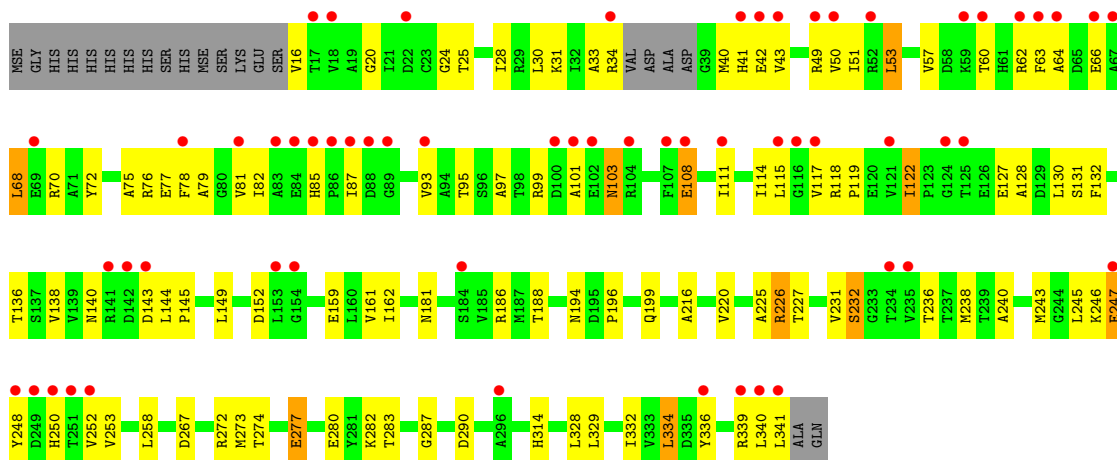 MSE GLY HIS HIS HIS HIS HIS HIS SER HIS MSE SER LYS GLU SER V16 T17 V18 A19 G20 I21 D22 C23 G24 T25 I28 R29 L30 K31 I32 A33 R34 VAL ASP ALA ASP G39 M40 H41 E42 V43 R49 V50 I51 R52 L53 V57 D58 K59 T60 H61 R62 F63 A64 D65 E66 A67
L68 E69 R70 A71 Y72 A75 R76 E77 F78 A79 G80 V81 I82 A83 E84 H85 P86 I87 D88 G89 V93 A94 T95 S96 A97 T98 R99 D100 A101 E102 N103 R104 F107 E108 I111 I114 L115 G116 V117 R118 P119 E120 V121 I122 P123 G124 T125 E126 E127 A128 D129 L130 S131 F132
T136 S137 V138 V139 N140 R141 D142 D143 L144 P145 L149 D152 L153 G154 E159 L160 V161 I162 N181 S184 V185 R186 M187 T188 N194 D195 P196 Q199 A216 V220 A225 R226 T227 V231 S232 G233 T234 V235 T236 T237 M238 T239 A240 M243 G244 L245 K246 E247
Y248 D249 H250 T251 V252 V253 L258 D267 R272 M273 T274 E277 E280 Y281 K282 T283 G287 D290 A296 H314 L328 L329 I332 V333 L334 D335 Y336 R339 L340 L341 ALA GLN